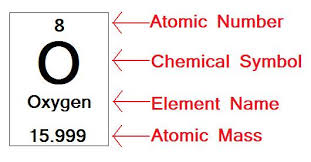 8
Atomic Number
O
Chemical Symbol
Oxygen
Element Name
15.999
Atomic Mass